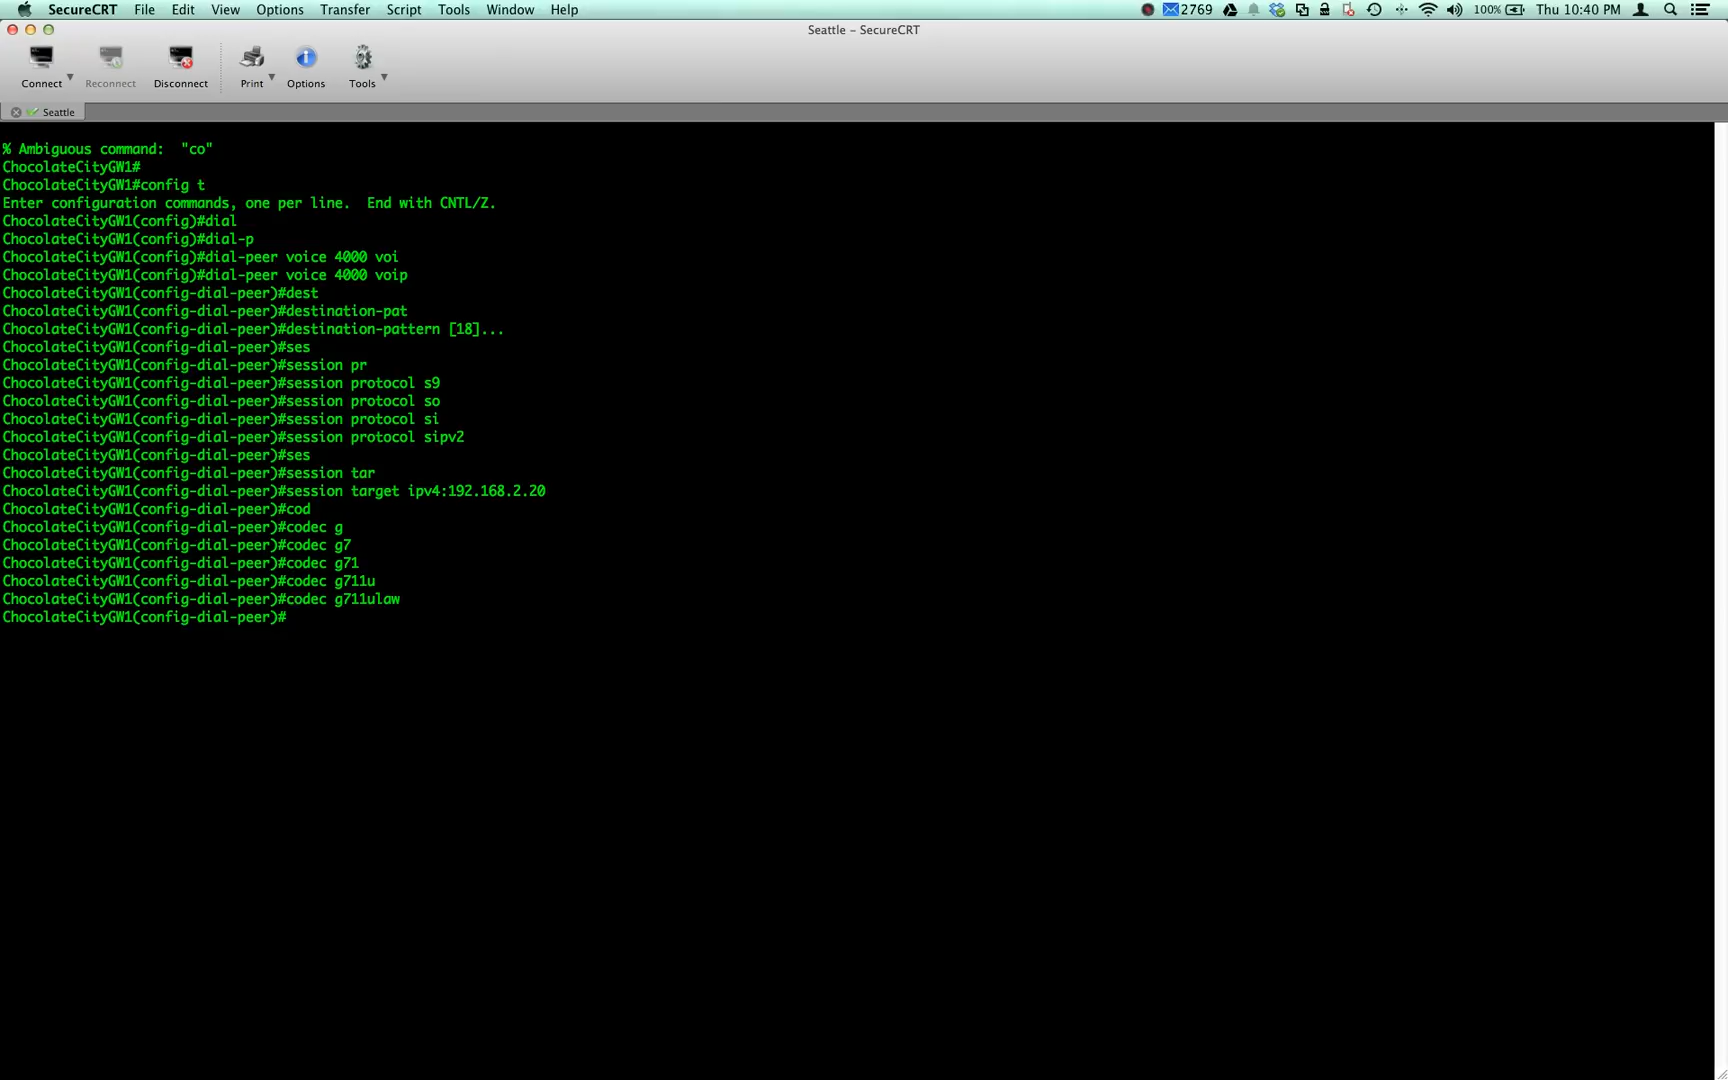 SecureCRT File Edit View Options Transfer Script Tools Window Help 2769 100% Thu 10:40 PM
Seattle – SecureCRT
Connect Reconnect Disconnect Print Options Tools
Seattle
% Ambiguous command:  "co"
ChocolateCityGW1#
ChocolateCityGW1#config t
Enter configuration commands, one per line.  End with CNTL/Z.
ChocolateCityGW1(config)#dial
ChocolateCityGW1(config)#dial-p
ChocolateCityGW1(config)#dial-peer voice 4000 voi
ChocolateCityGW1(config)#dial-peer voice 4000 voip
ChocolateCityGW1(config-dial-peer)#dest
ChocolateCityGW1(config-dial-peer)#destination-pat
ChocolateCityGW1(config-dial-peer)#destination-pattern [18]...
ChocolateCityGW1(config-dial-peer)#ses
ChocolateCityGW1(config-dial-peer)#session pr
ChocolateCityGW1(config-dial-peer)#session protocol s9
ChocolateCityGW1(config-dial-peer)#session protocol so
ChocolateCityGW1(config-dial-peer)#session protocol si
ChocolateCityGW1(config-dial-peer)#session protocol sipv2
ChocolateCityGW1(config-dial-peer)#ses
ChocolateCityGW1(config-dial-peer)#session tar
ChocolateCityGW1(config-dial-peer)#session target ipv4:192.168.2.20
ChocolateCityGW1(config-dial-peer)#cod
ChocolateCityGW1(config-dial-peer)#codec g
ChocolateCityGW1(config-dial-peer)#codec g7
ChocolateCityGW1(config-dial-peer)#codec g71
ChocolateCityGW1(config-dial-peer)#codec g711u
ChocolateCityGW1(config-dial-peer)#codec g711ulaw
ChocolateCityGW1(config-dial-peer)#